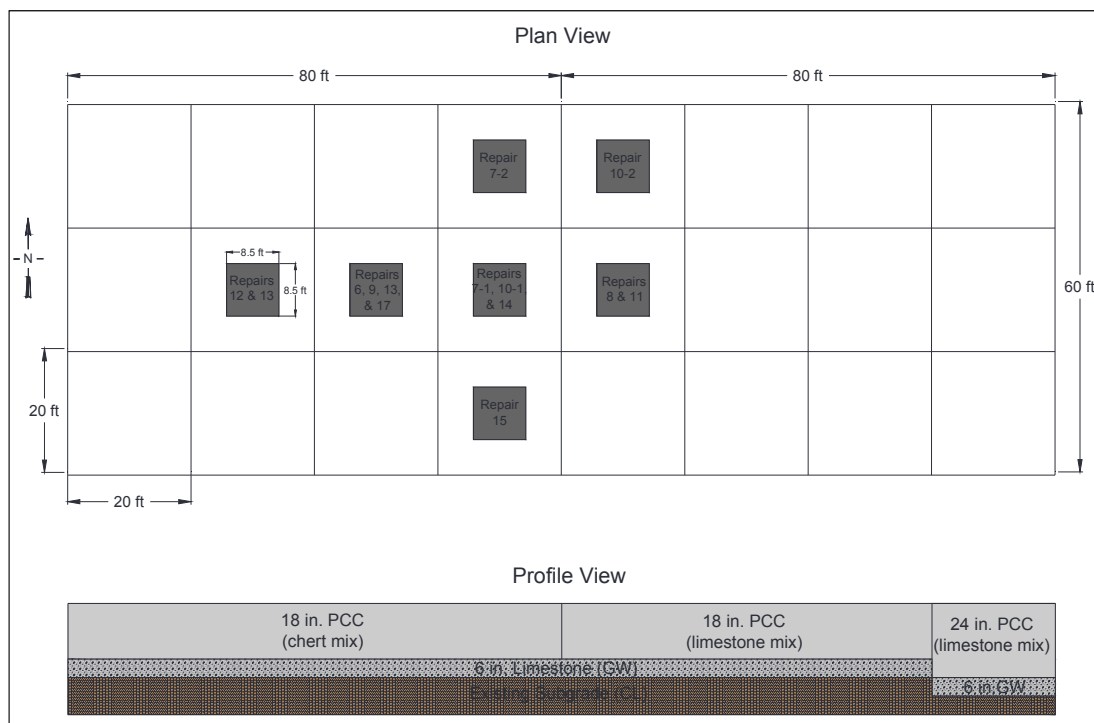 Plan View
80 ft
80 ft
Repair
7-2
Repair
10-2
N
8.5 ft
Repairs
12 & 13
8.5 ft
Repairs
6, 9, 13,
& 17
Repairs
7-1, 10-1,
& 14
Repairs
8 & 11
60 ft
20 ft
Repair
15
20 ft
Profile View
18 in. PCC
(chert mix)
18 in. PCC
(limestone mix)
24 in. PCC
(limestone mix)
6 in. Limestone (GW)
6 in GW
Existing Subgrade (CL)